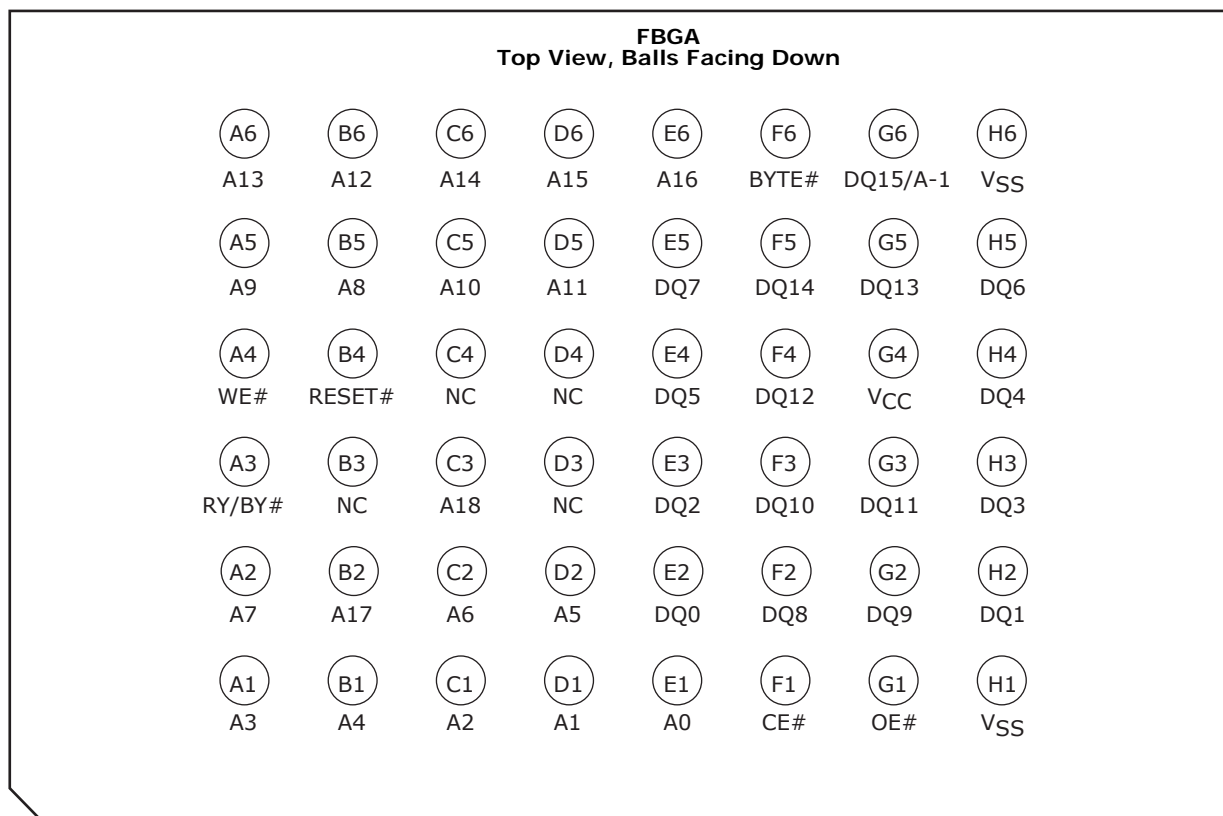 FBGA
Top View, Balls Facing Down
A6 B6 C6 D6 E6 F6 G6 H6
A13 A12 A14 A15 A16 BYTE# DQ15/A-1 VSS
A5 B5 C5 D5 E5 F5 G5 H5
A9 A8 A10 A11 DQ7 DQ14 DQ13 DQ6
A4 B4 C4 D4 E4 F4 G4 H4
WE# RESET# NC NC DQ5 DQ12 VCC DQ4
A3 B3 C3 D3 E3 F3 G3 H3
RY/BY# NC A18 NC DQ2 DQ10 DQ11 DQ3
A2 B2 C2 D2 E2 F2 G2 H2
A7 A17 A6 A5 DQ0 DQ8 DQ9 DQ1
A1 B1 C1 D1 E1 F1 G1 H1
A3 A4 A2 A1 A0 CE# OE# VSS